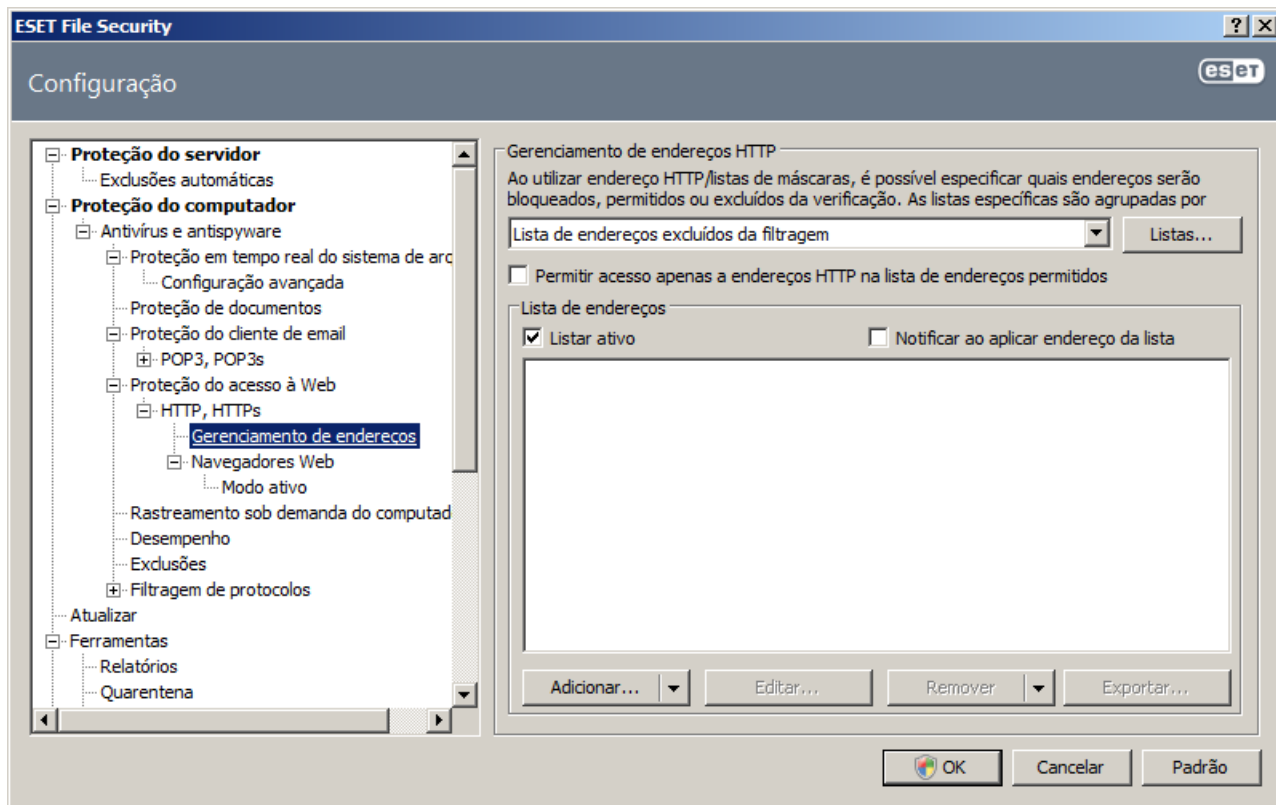 ESET File Security
Configuração
eset
Proteção do servidor
Exclusões automáticas
Proteção do computador
Antivírus e antispyware
Proteção em tempo real do sistema de arq
Configuração avançada
Proteção de documentos
Proteção do cliente de email
POP3, POP3s
Proteção do acesso à Web
HTTP, HTTPs
Gerenciamento de endereços
Navegadores Web
Modo ativo
Rastreamento sob demanda do computad
Desempenho
Exclusões
Filtragem de protocolos
Atualizar
Ferramentas
Relatórios
Quarentena
Gerenciamento de endereços HTTP
Ao utilizar endereço HTTP/listas de máscaras, é possível especificar quais endereços serão
bloqueados, permitidos ou excluídos da verificação. As listas específicas são agrupadas por
Lista de endereços excluídos da filtragem
Listas...
Permitir acesso apenas a endereços HTTP na lista de endereços permitidos
Lista de endereços
Listar ativo
Notificar ao aplicar endereço da lista
Adicionar...
Editar...
Remover
Exportar...
OK
Cancelar
Padrão